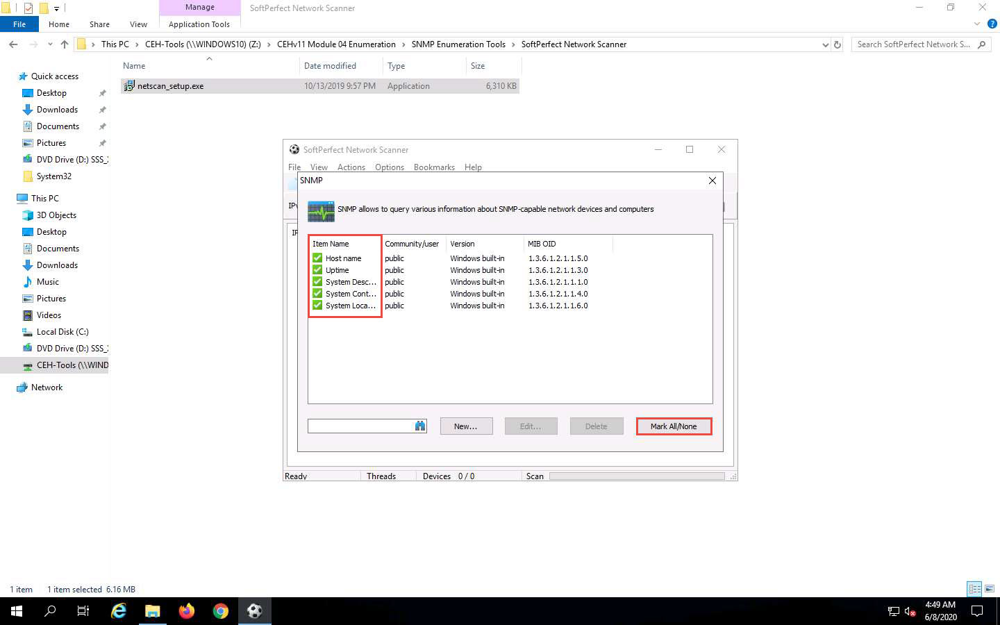 Manage
SoftPerfect Network Scanner
File Home Share View Application Tools
This PC CEH-Tools (\\WINDOWS10) (Z:) CEHv11 Module 04 Enumeration SNMP Enumeration Tools SoftPerfect Network Scanner
Search SoftPerfect Network S...
Name Date modified Type Size
netscan_setup.exe 10/13/2019 9:57 PM Application 6,310 KB
Quick access
Desktop
Downloads
Documents
Pictures
DVD Drive (D:) SSS_
System32
This PC
3D Objects
Desktop
Documents
Downloads
Music
Pictures
Videos
Local Disk (C:)
DVD Drive (D:) SSS_
CEH-Tools (\\WIND
Network
SoftPerfect Network Scanner
File View Actions Options Bookmarks Help
SNMP
SNMP allows to query various information about SNMP-capable network devices and computers
Item Name Community/user Version MIB OID
Host name public Windows built-in 1.3.6.1.2.1.1.5.0
Uptime public Windows built-in 1.3.6.1.2.1.1.3.0
System Desc... public Windows built-in 1.3.6.1.2.1.1.1.0
System Cont... public Windows built-in 1.3.6.1.2.1.1.4.0
System Loca... public Windows built-in 1.3.6.1.2.1.1.6.0
New... Edit... Delete Mark All/None
Ready Threads Devices 0 / 0 Scan
1 item 1 item selected 6.16 MB
4:49 AM
6/8/2020